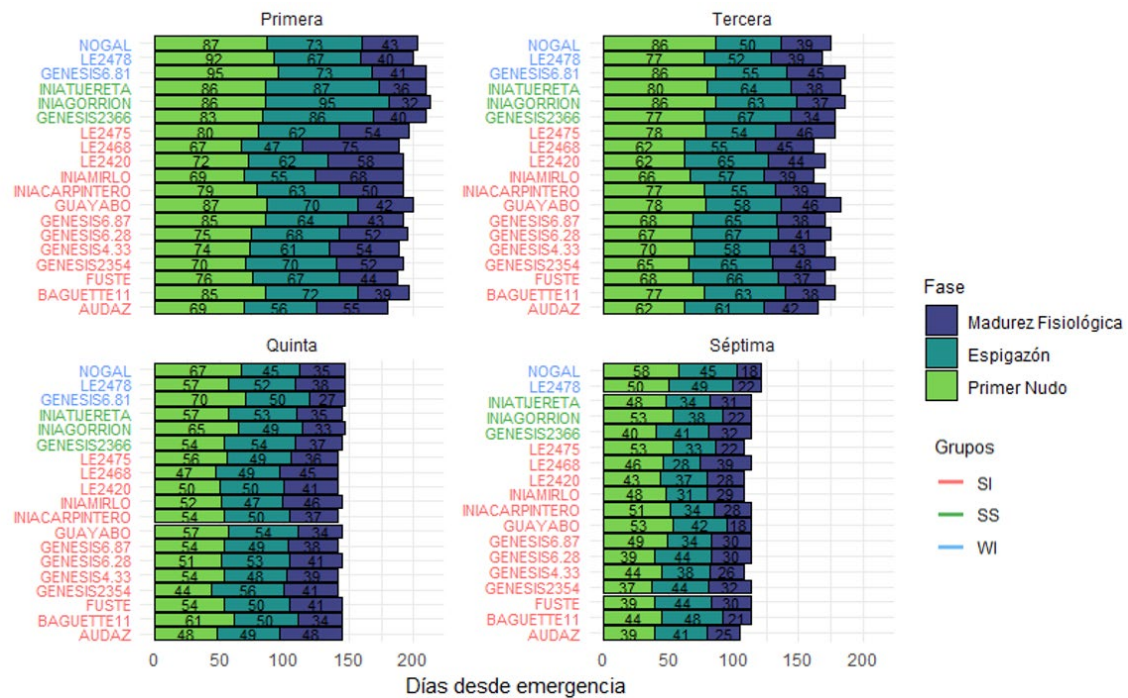 Primera
NOGAL 87 73 43
LE2478 92 67 40
GENESIS6.81 95 73 41
INIATIJERETA 86 87 36
INIAGORRION 86 95 32
GENESIS2366 83 86 40
LE2475 80 62 54
LE2468 67 47 75
LE2420 72 62 58
INIAMIRLO 69 55 68
INIACARPINTERO 79 63 50
GUAYABO 87 70 42
GENESIS6.87 85 64 43
GENESIS6.28 75 68 52
GENESIS4.33 74 61 54
GENESIS2354 70 70 52
FUSTE 76 67 44
BAGUETTE11 85 72 39
AUDAZ 69 56 55
Tercera
NOGAL 86 50 39
LE2478 77 52 39
GENESIS6.81 86 55 45
INIATIJERETA 80 64 38
INIAGORRION 86 63 37
GENESIS2366 77 67 34
LE2475 78 54 46
LE2468 62 55 45
LE2420 62 65 44
INIAMIRLO 66 57 39
INIACARPINTERO 77 55 39
GUAYABO 78 58 46
GENESIS6.87 68 65 38
GENESIS6.28 67 67 41
GENESIS4.33 70 58 43
GENESIS2354 65 65 48
FUSTE 68 66 37
BAGUETTE11 77 63 38
AUDAZ 62 61 42
Quinta
NOGAL 67 45 35
LE2478 57 52 38
GENESIS6.81 70 50 27
INIATIJERETA 57 53 35
INIAGORRION 65 49 33
GENESIS2366 54 54 37
LE2475 56 49 36
LE2468 47 49 45
LE2420 50 50 41
INIAMIRLO 52 47 46
INIACARPINTERO 54 50 37
GUAYABO 57 54 34
GENESIS6.87 54 49 38
GENESIS6.28 51 53 41
GENESIS4.33 54 48 39
GENESIS2354 44 56 41
FUSTE 54 50 41
BAGUETTE11 61 50 34
AUDAZ 48 49 48
0 50 100 150 200
Séptima
NOGAL 58 45 18
LE2478 50 49 22
INIATIJERETA 48 34 31
INIAGORRION 53 38 22
GENESIS2366 40 41 32
LE2475 53 33 22
LE2468 46 28 39
LE2420 43 37 28
INIAMIRLO 48 31 29
INIACARPINTERO 51 34 28
GUAYABO 53 42 18
GENESIS6.87 49 34 30
GENESIS6.28 39 44 30
GENESIS4.33 44 38 26
GENESIS2354 37 44 32
FUSTE 39 44 30
BAGUETTE11 44 48 21
AUDAZ 39 41 25
0 50 100 150 200
Días desde emergencia
Fase
Madurez Fisiológica
Espigazón
Primer Nudo
Grupos
SI
SS
WI